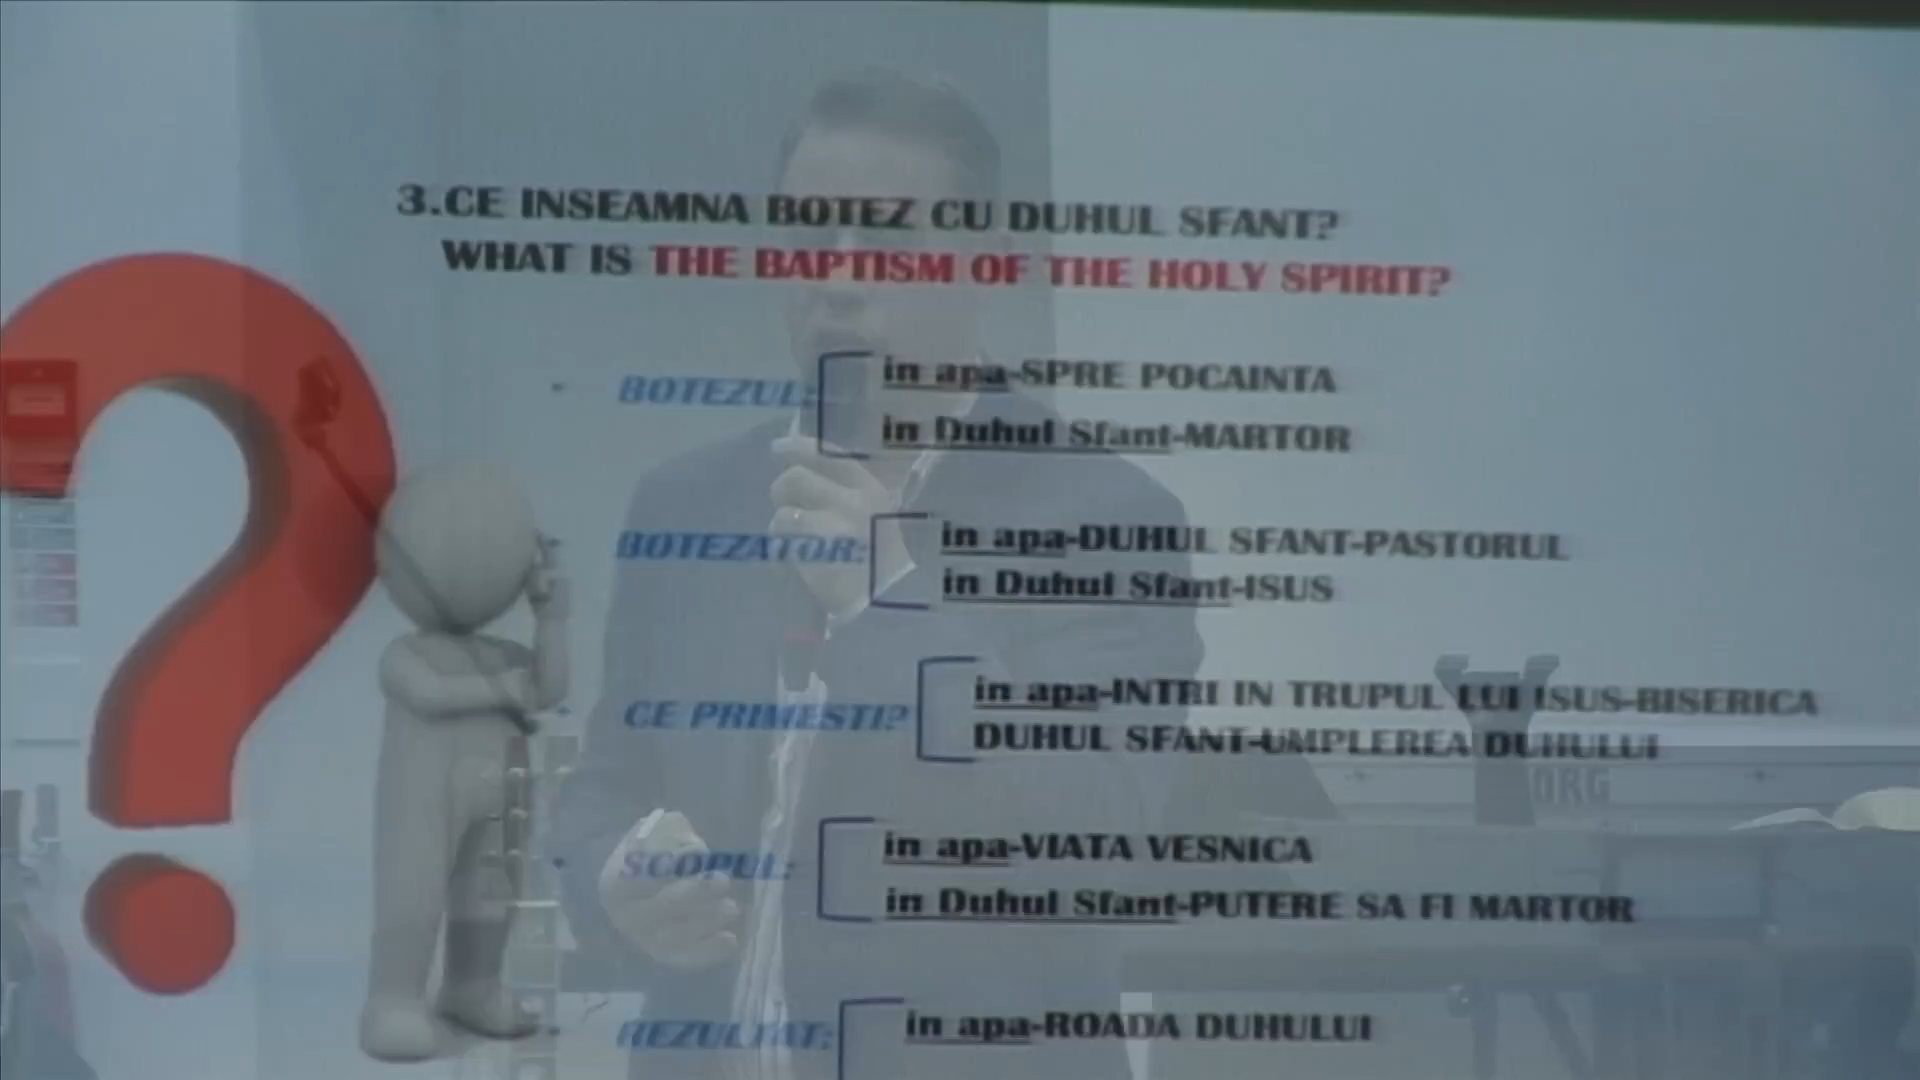 3.CE INSEAMNA BOTEZ CU DUHUL SFANT?
WHAT IS THE BAPTISM OF THE HOLY SPIRIT?
BOTEZUL:
in apa-SPRE POCAINTA
in Duhul Sfant-MARTOR
BOTEZATOR:
in apa-DUHUL SFANT-PASTORUL
in Duhul Sfant-ISUS
CE PRIMESTI?
in apa-INTRI IN TRUPUL LUI ISUS-BISERICA
DUHUL SFANT-UMPLEREA DUHULUI
SCOPUL:
in apa-VIATA VESNICA
in Duhul Sfant-PUTERE SA FI MARTOR
REZULTAT:
in apa-ROADA DUHULUI
ORG